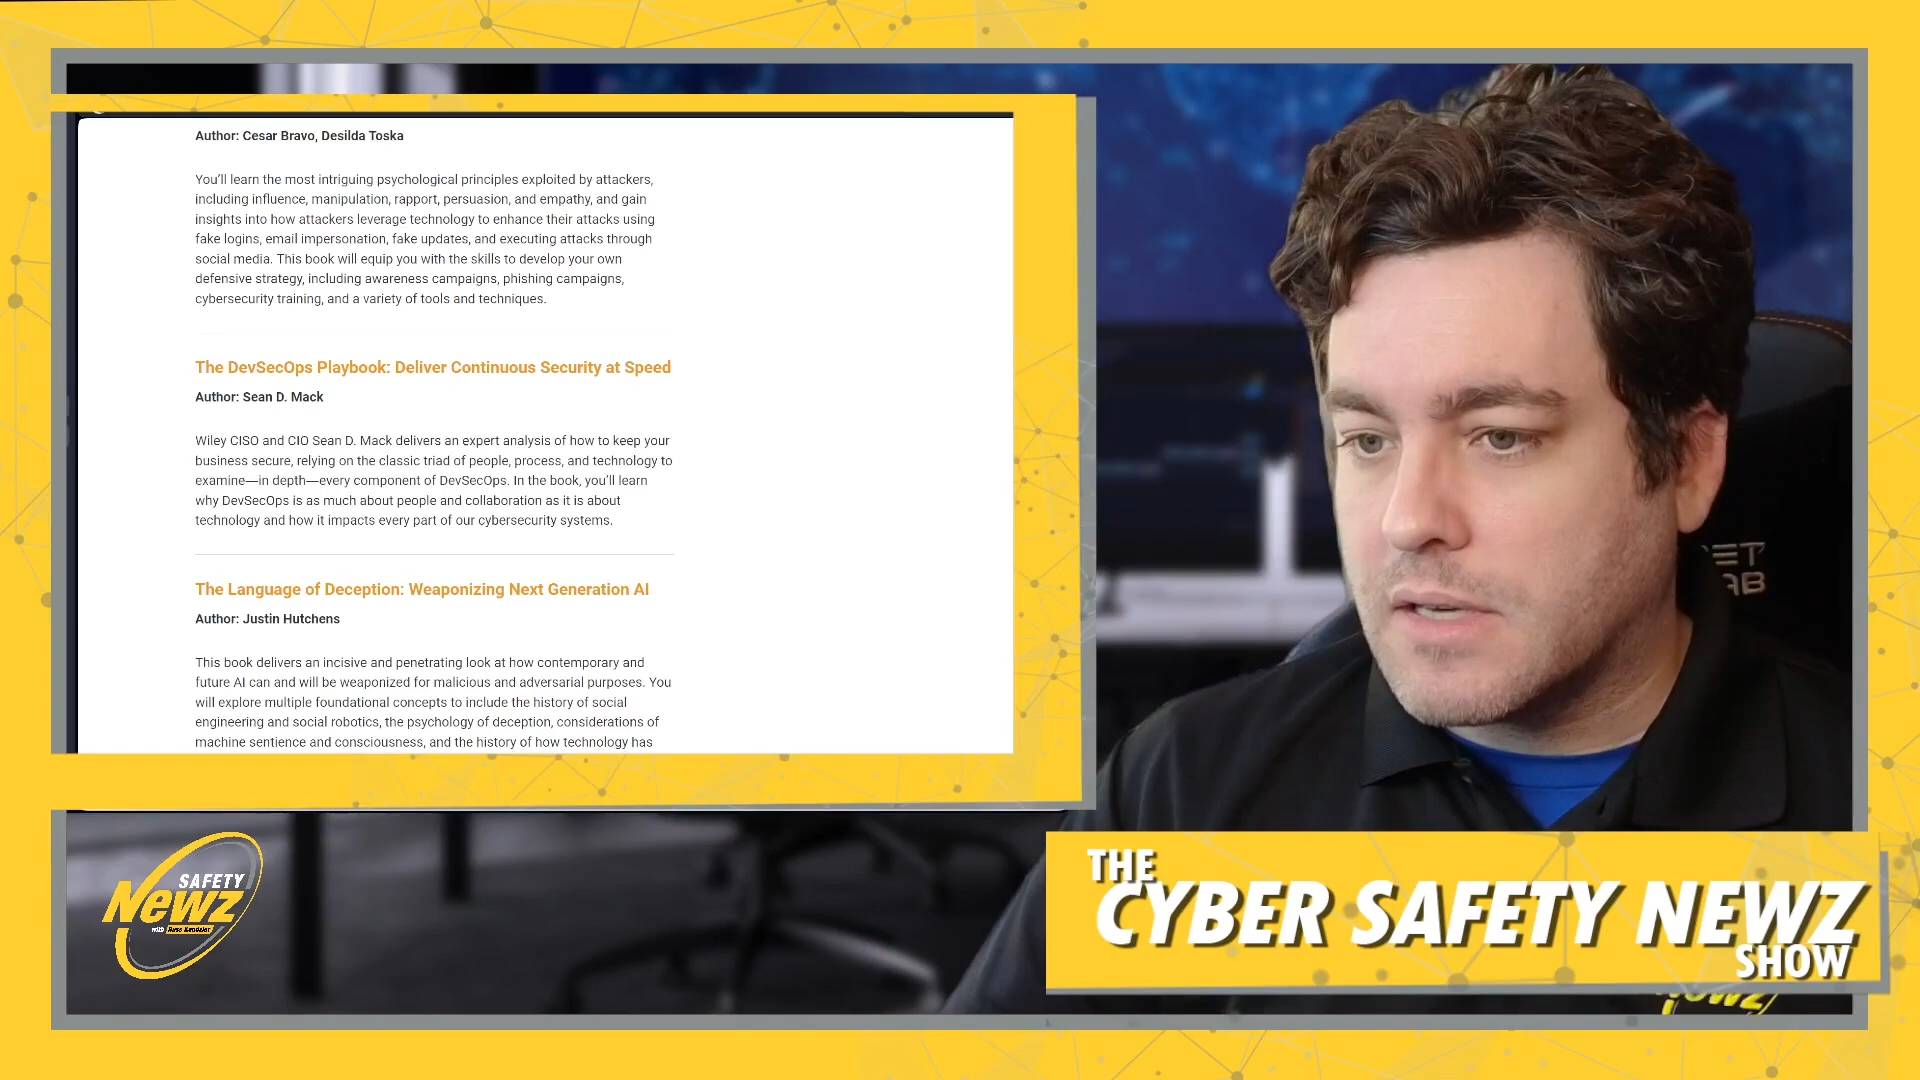 Author: Cesar Bravo, Desilda Toska
You’ll learn the most intriguing psychological principles exploited by attackers,
including influence, manipulation, rapport, persuasion, and empathy, and gain
insights into how attackers leverage technology to enhance their attacks using
fake logins, email impersonation, fake updates, and executing attacks through
social media. This book will equip you with the skills to develop your own
defensive strategy, including awareness campaigns, phishing campaigns,
cybersecurity training, and a variety of tools and techniques.
The DevSecOps Playbook: Deliver Continuous Security at Speed
Author: Sean D. Mack
Wiley CISO and CIO Sean D. Mack delivers an expert analysis of how to keep your
business secure, relying on the classic triad of people, process, and technology to
examine—in depth—every component of DevSecOps. In the book, you’ll learn
why DevSecOps is as much about people and collaboration as it is about
technology and how it impacts every part of our cybersecurity systems.
The Language of Deception: Weaponizing Next Generation AI
Author: Justin Hutchens
This book delivers an incisive and penetrating look at how contemporary and
future AI can and will be weaponized for malicious and adversarial purposes. You
will explore multiple foundational concepts to include the history of social
engineering and social robotics, the psychology of deception, considerations of
machine sentience and consciousness, and the history of how technology has
ET
AB
SAFETY
Newz
with
THE
CYBER SAFETY NEWZ
SHOW